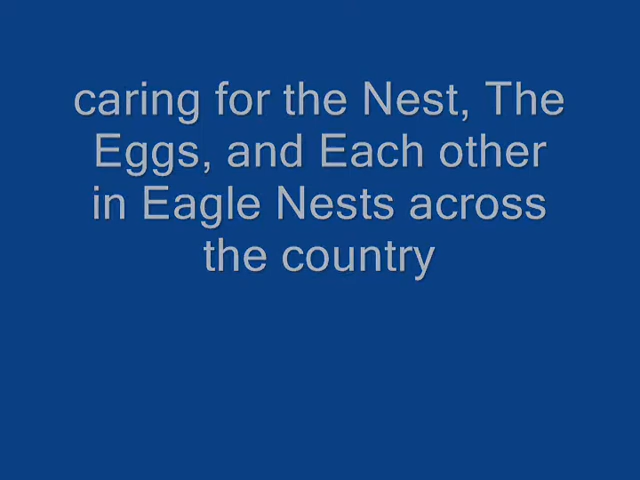 caring for the Nest, The
Eggs, and Each other
in Eagle Nests across
the country